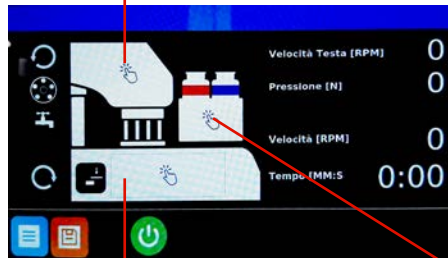 Velocità Testa [RPM] 0
Pressione [N] 0
Velocità [RPM] 0
Tempo [MM:S 0:00